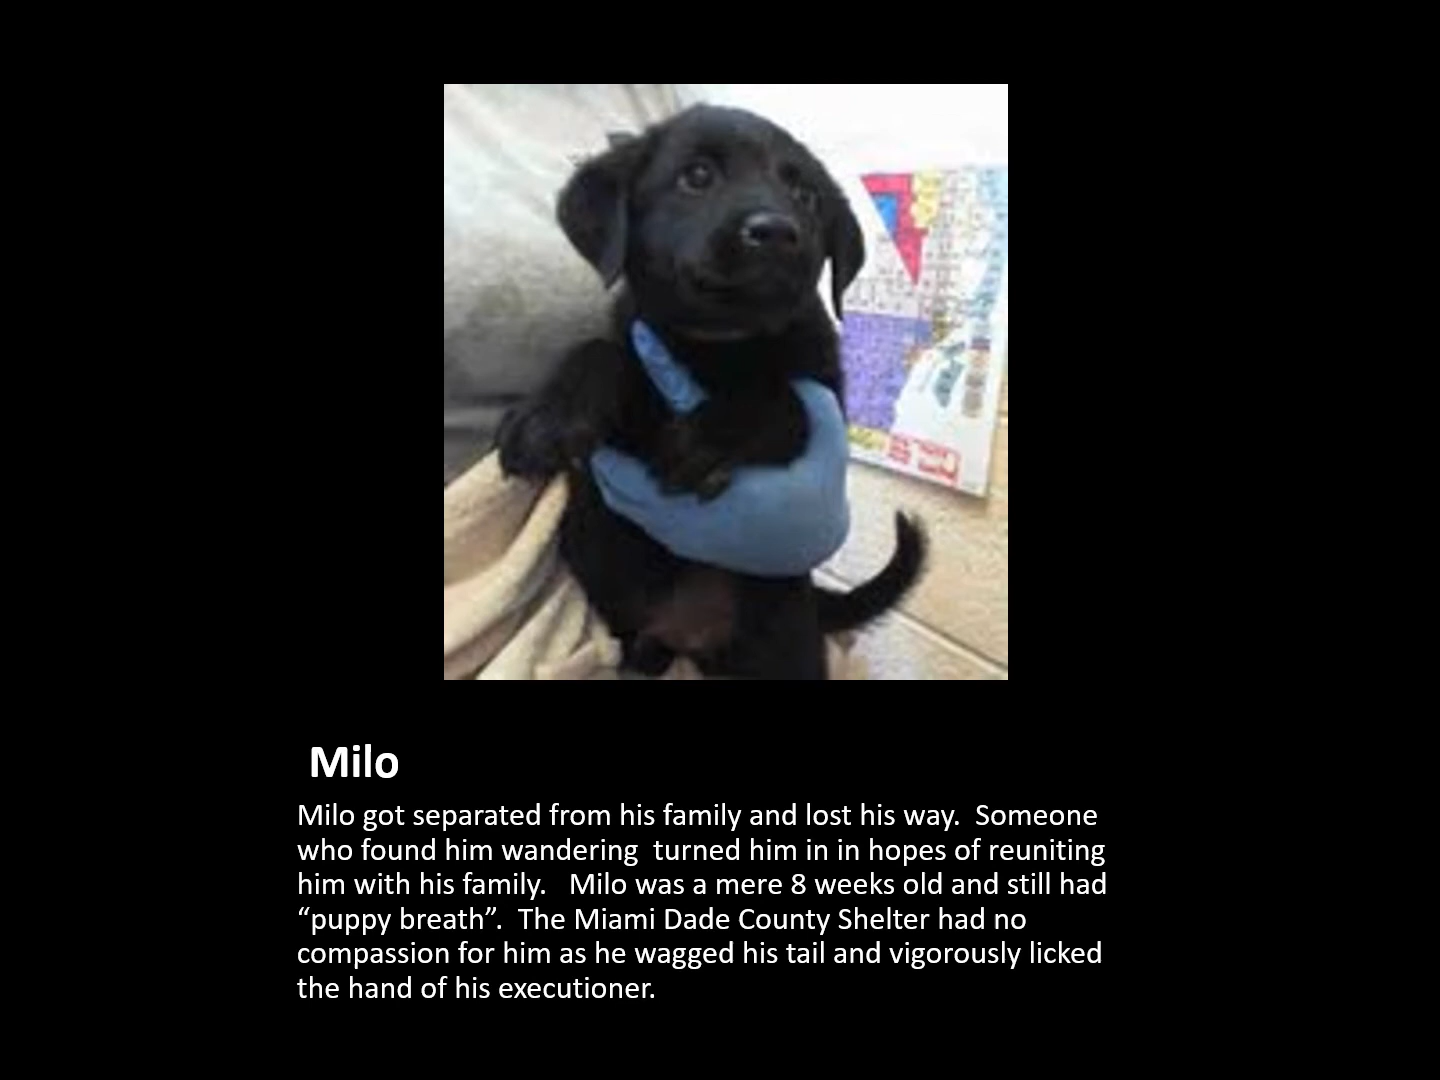 Milo
Milo got separated from his family and lost his way.  Someone
who found him wandering  turned him in in hopes of reuniting
him with his family.   Milo was a mere 8 weeks old and still had
“puppy breath”.  The Miami Dade County Shelter had no
compassion for him as he wagged his tail and vigorously licked
the hand of his executioner.